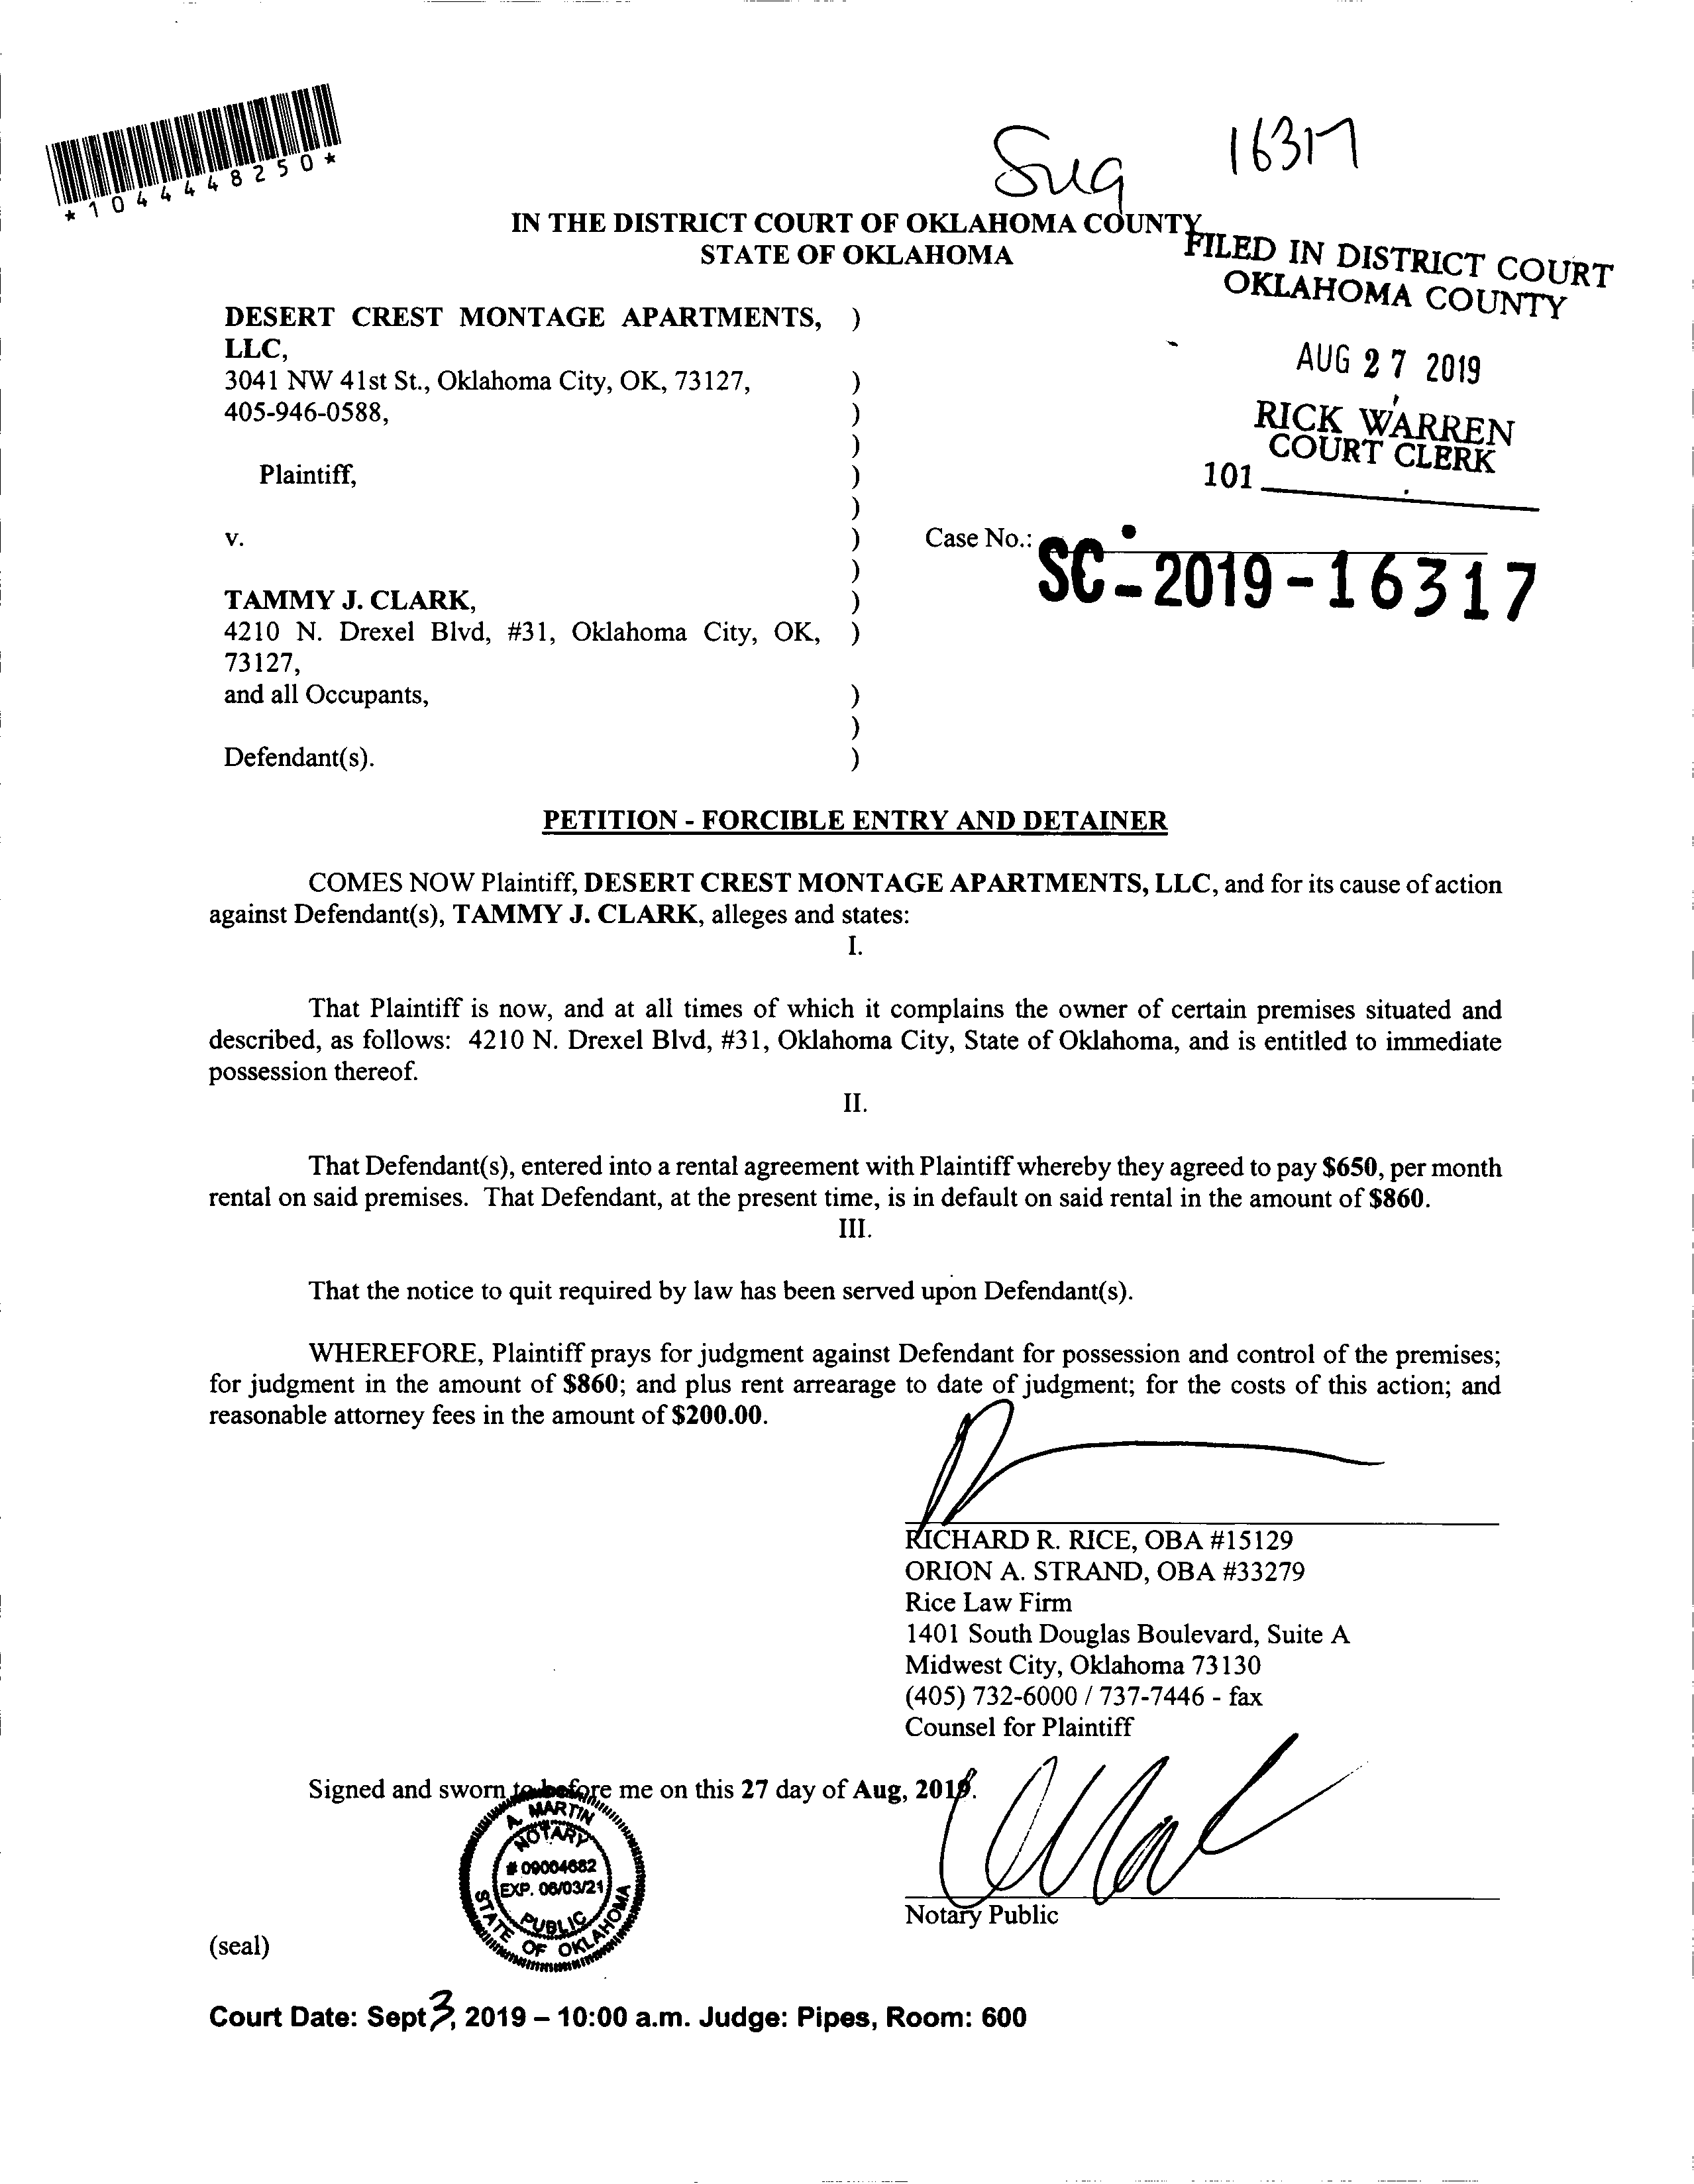 *1044448250*
Sug 16317
IN THE DISTRICT COURT OF OKLAHOMA COUNTY
STATE OF OKLAHOMA
FILED IN DISTRICT COURT
OKLAHOMA COUNTY
AUG 27 2019
RICK WARREN
COURT CLERK
101
DESERT CREST MONTAGE APARTMENTS, )
LLC,
3041 NW 41st St., Oklahoma City, OK, 73127, )
405-946-0588, )
)
Plaintiff, )
)
v. )
)
TAMMY J. CLARK, )
4210 N. Drexel Blvd, #31, Oklahoma City, OK, )
73127,
and all Occupants, )
)
Defendant(s). )
Case No.: SC-2019-16317
PETITION - FORCIBLE ENTRY AND DETAINER
COMES NOW Plaintiff, DESERT CREST MONTAGE APARTMENTS, LLC, and for its cause of action
against Defendant(s), TAMMY J. CLARK, alleges and states:
I.
That Plaintiff is now, and at all times of which it complains the owner of certain premises situated and
described, as follows: 4210 N. Drexel Blvd, #31, Oklahoma City, State of Oklahoma, and is entitled to immediate
possession thereof.
II.
That Defendant(s), entered into a rental agreement with Plaintiff whereby they agreed to pay $650, per month
rental on said premises. That Defendant, at the present time, is in default on said rental in the amount of $860.
III.
That the notice to quit required by law has been served upon Defendant(s).
WHEREFORE, Plaintiff prays for judgment against Defendant for possession and control of the premises;
for judgment in the amount of $860; and plus rent arrearage to date of judgment; for the costs of this action; and
reasonable attorney fees in the amount of $200.00.
RICHARD R. RICE, OBA #15129
ORION A. STRAND, OBA #33279
Rice Law Firm
1401 South Douglas Boulevard, Suite A
Midwest City, Oklahoma 73130
(405) 732-6000 / 737-7446 - fax
Counsel for Plaintiff
Signed and sworn to before me on this 27 day of Aug, 2019.
A. MARTIN
NOTARY
# 09004682
EXP. 06/03/21
PUBLIC
STATE OF OKLAHOMA
Notary Public
(seal)
Court Date: Sept 3, 2019 – 10:00 a.m. Judge: Pipes, Room: 600